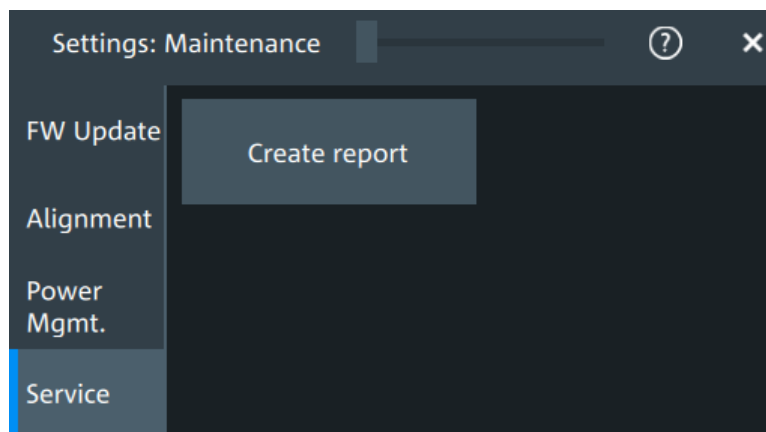 Settings: Maintenance
?
×
FW Update
Create report
Alignment
Power
Mgmt.
Service